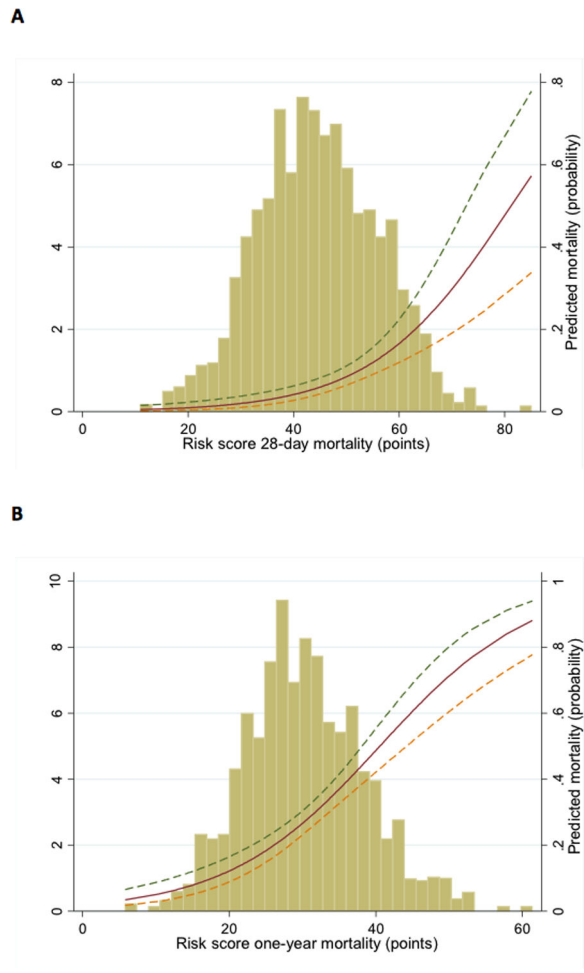 A
8
6
4
2
0
.8
.6
.4
.2
0
Predicted mortality (probability)
0 20 40 60 80
Risk score 28-day mortality (points)
B
10
8
6
4
2
0
1
.8
.6
.4
.2
0
Predicted mortality (probability)
0 20 40 60
Risk score one-year mortality (points)